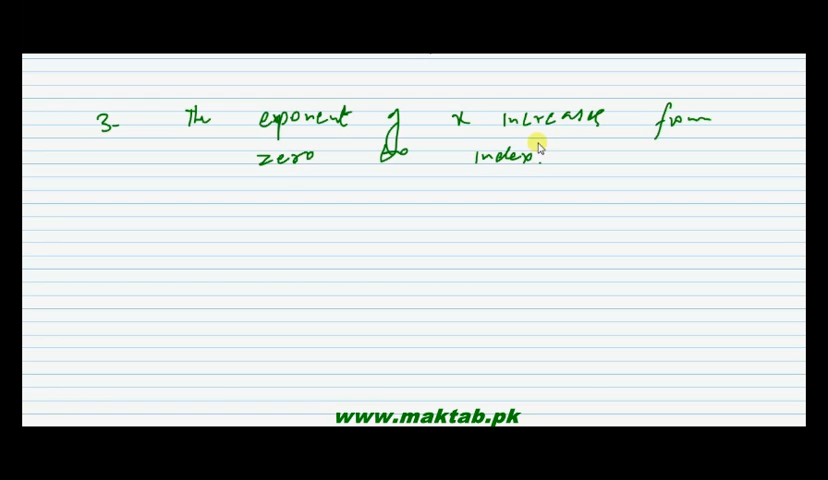 3- The exponent of x increases from
zero to index.
www.maktab.pk